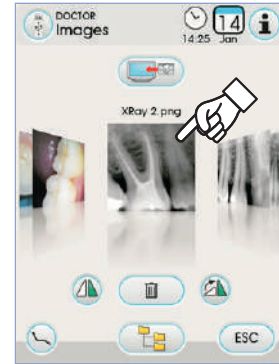 DOCTOR
Images
14
14:25 Jan
i
XRay 2.png
ESC